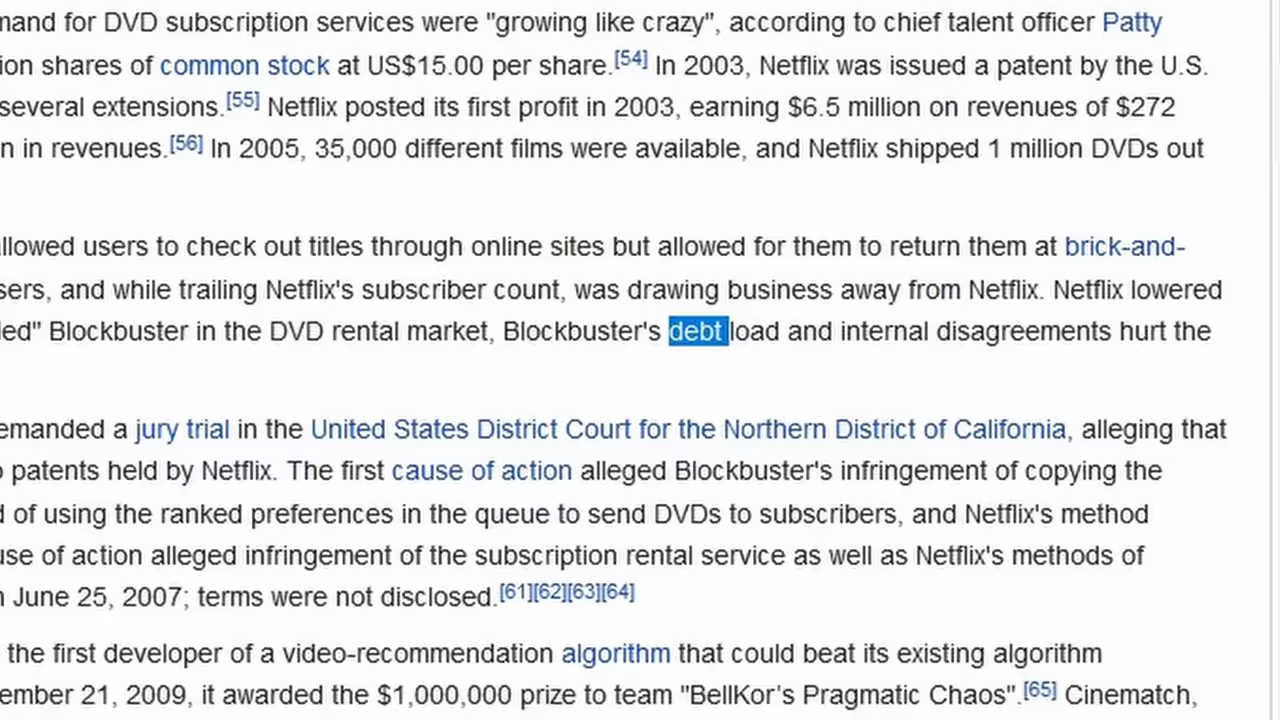 mand for DVD subscription services were "growing like crazy", according to chief talent officer Patty
ion shares of common stock at US$15.00 per share.[54] In 2003, Netflix was issued a patent by the U.S.
several extensions.[55] Netflix posted its first profit in 2003, earning $6.5 million on revenues of $272
n in revenues.[56] In 2005, 35,000 different films were available, and Netflix shipped 1 million DVDs out
llowed users to check out titles through online sites but allowed for them to return them at brick-and-
sers, and while trailing Netflix's subscriber count, was drawing business away from Netflix. Netflix lowered
led" Blockbuster in the DVD rental market, Blockbuster's debt load and internal disagreements hurt the
emanded a jury trial in the United States District Court for the Northern District of California, alleging that
patents held by Netflix. The first cause of action alleged Blockbuster's infringement of copying the
d of using the ranked preferences in the queue to send DVDs to subscribers, and Netflix's method
use of action alleged infringement of the subscription rental service as well as Netflix's methods of
n June 25, 2007; terms were not disclosed.[61][62][63][64]
the first developer of a video-recommendation algorithm that could beat its existing algorithm
ember 21, 2009, it awarded the $1,000,000 prize to team "BellKor's Pragmatic Chaos".[65] Cinematch,